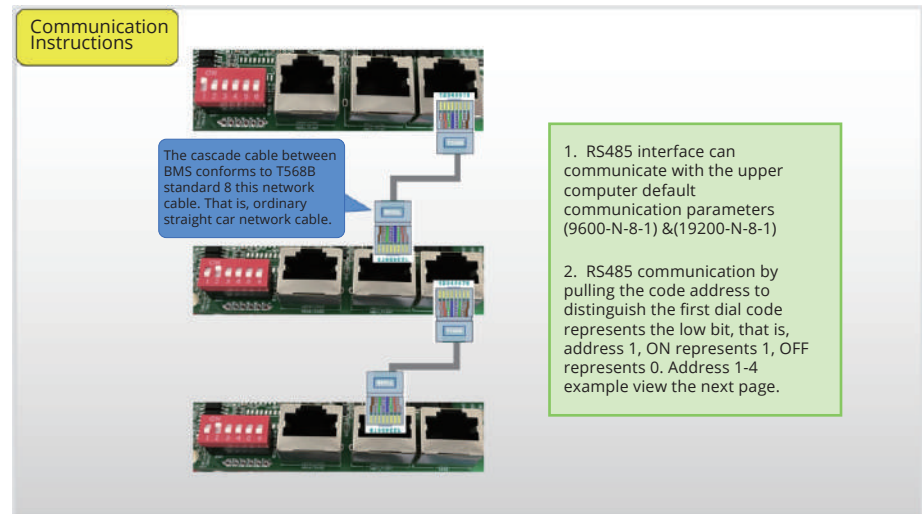 Communication
Instructions
The cascade cable between
BMS conforms to T568B
standard 8 this network
cable. That is, ordinary
straight car network cable.
1. RS485 interface can
communicate with the upper
computer default
communication parameters
(9600-N-8-1) &(19200-N-8-1)
2. RS485 communication by
pulling the code address to
distinguish the first dial code
represents the low bit, that is,
address 1, ON represents 1, OFF
represents 0. Address 1-4
example view the next page.